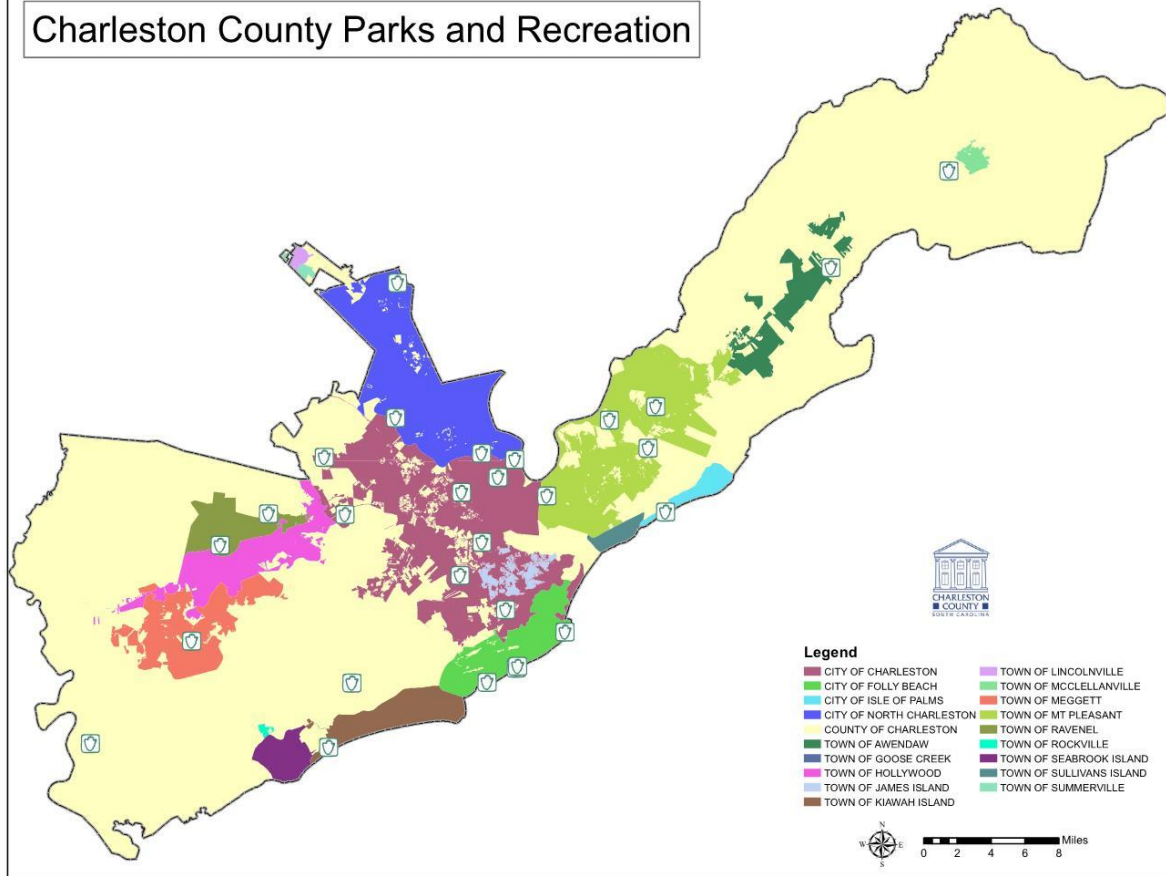 Charleston County Parks and Recreation
CHARLESTON
COUNTY
SOUTH CAROLINA
Legend
CITY OF CHARLESTON
CITY OF FOLLY BEACH
CITY OF ISLE OF PALMS
CITY OF NORTH CHARLESTON
COUNTY OF CHARLESTON
TOWN OF AWENDAW
TOWN OF GOOSE CREEK
TOWN OF HOLLYWOOD
TOWN OF JAMES ISLAND
TOWN OF KIAWAH ISLAND
TOWN OF LINCOLNVILLE
TOWN OF MCCLELLANVILLE
TOWN OF MEGGETT
TOWN OF MT PLEASANT
TOWN OF RAVENEL
TOWN OF ROCKVILLE
TOWN OF SEABROOK ISLAND
TOWN OF SULLIVANS ISLAND
TOWN OF SUMMERVILLE
N
W E
S
Miles
0 2 4 6 8